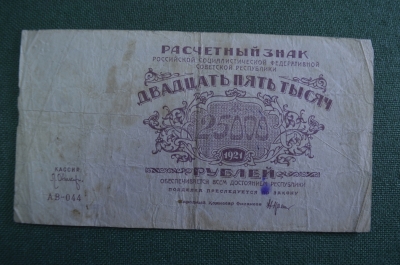 РАСЧЕТНЫЙ ЗНАК
РОССИЙСКОЙ СОЦИАЛИСТИЧЕСКОЙ ФЕДЕРАТИВНОЙ
СОВЕТСКОЙ РЕСПУБЛИКИ
ДВАДЦАТЬ ПЯТЬ ТЫСЯЧ
25000
1921
РУБЛЕЙ
ОБЕСПЕЧИВАЕТСЯ ВСЕМ ДОСТОЯНИЕМ РЕСПУБЛИКИ
ПОДДЕЛКА ПРЕСЛЕДУЕТСЯ ПО ЗАКОНУ
КАССИР,
АВ-044